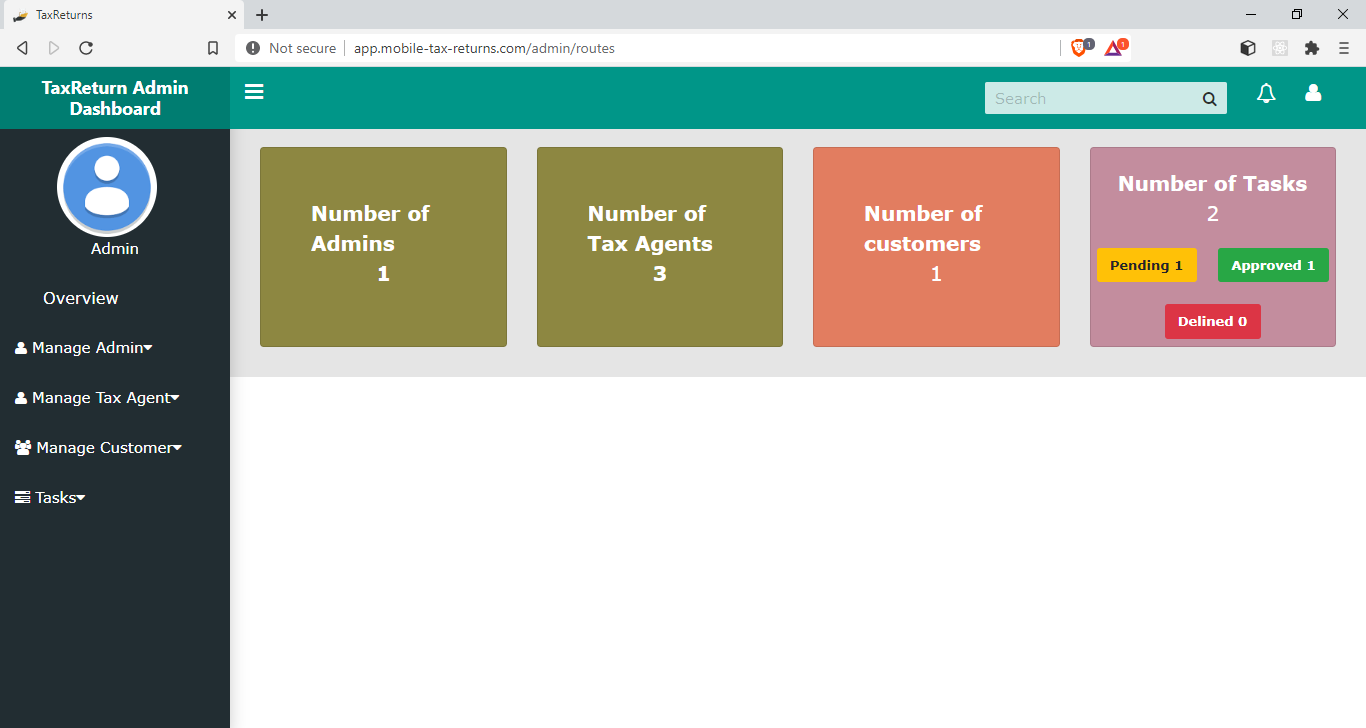 TaxReturns
Not secure
app.mobile-tax-returns.com/admin/routes
1
1
TaxReturn Admin
Dashboard
Search
Admin
Overview
Manage Admin
Manage Tax Agent
Manage Customer
Tasks
Number of
Admins
1
Number of
Tax Agents
3
Number of
customers
1
Number of Tasks
2
Pending 1
Approved 1
Delined 0